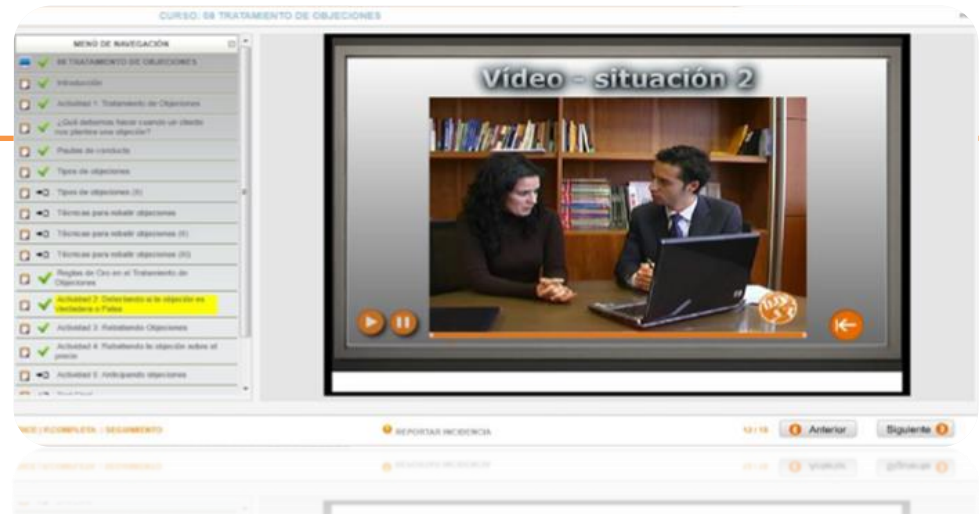 CURSO: 08 TRATAMIENTO DE OBJECIONES
MENÚ DE NAVEGACIÓN
08 TRATAMIENTO DE OBJECIONES
Introducción
Actividad 1: Tratamiento de Objeciones
¿Qué debemos hacer cuando un cliente
nos plantea una objeción?
Pautas de conducta
Tipos de objeciones
Tipos de objeciones (II)
Técnicas para rebatir objeciones
Técnicas para rebatir objeciones (II)
Técnicas para rebatir objeciones (III)
Reglas de Oro en el Tratamiento de
Objeciones
Actividad 2: Detectando si la objeción es
Verdadera o Falsa
Actividad 3: Rebatiendo Objeciones
Actividad 4: Rebatiendo la objeción sobre el
precio
Actividad 5: Anticipando objeciones
Vídeo - situación 2
INCOMPLETA | SEGUIMIENTO
REPORTAR INCIDENCIA
12 / 18
Anterior
Siguiente